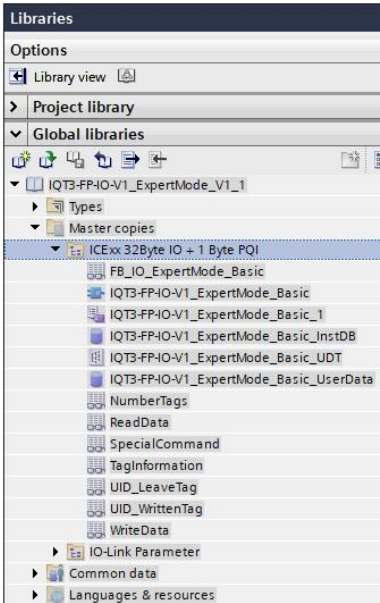 Libraries
Options
Library view
Project library
Global libraries
IQT3-FP-IO-V1_ExpertMode_V1_1
Types
Master copies
ICExx 32Byte IO + 1 Byte PQI
FB_IO_ExpertMode_Basic
IQT3-FP-IO-V1_ExpertMode_Basic
IQT3-FP-IO-V1_ExpertMode_Basic_1
IQT3-FP-IO-V1_ExpertMode_Basic_InstDB
IQT3-FP-IO-V1_ExpertMode_Basic_UDT
IQT3-FP-IO-V1_ExpertMode_Basic_UserData
NumberTags
ReadData
SpecialCommand
TagInformation
UID_LeaveTag
UID_WrittenTag
WriteData
IO-Link Parameter
Common data
Languages & resources